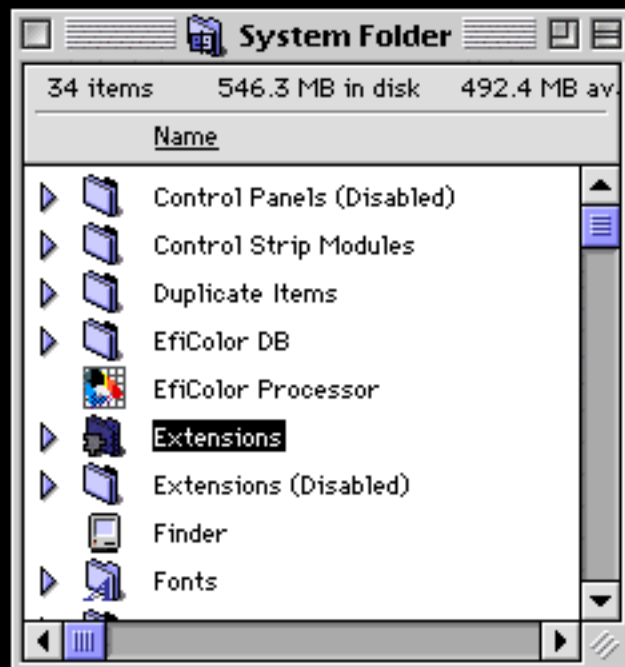 System Folder
34 items 546.3 MB in disk 492.4 MB av
Name
Control Panels (Disabled)
Control Strip Modules
Duplicate Items
EfiColor DB
EfiColor Processor
Extensions
Extensions (Disabled)
Finder
Fonts